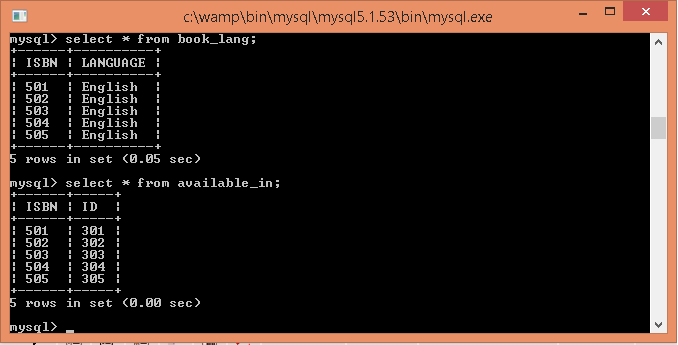 c:\wamp\bin\mysql\mysql5.1.53\bin\mysql.exe
mysql> select * from book_lang;
+------+----------+
| ISBN | LANGUAGE |
+------+----------+
| 501  | English  |
| 502  | English  |
| 503  | English  |
| 504  | English  |
| 505  | English  |
+------+----------+
5 rows in set (0.05 sec)
mysql> select * from available_in;
+------+-----+
| ISBN | ID  |
+------+-----+
| 501  | 301 |
| 502  | 302 |
| 503  | 303 |
| 504  | 304 |
| 505  | 305 |
+------+-----+
5 rows in set (0.00 sec)
mysql> _